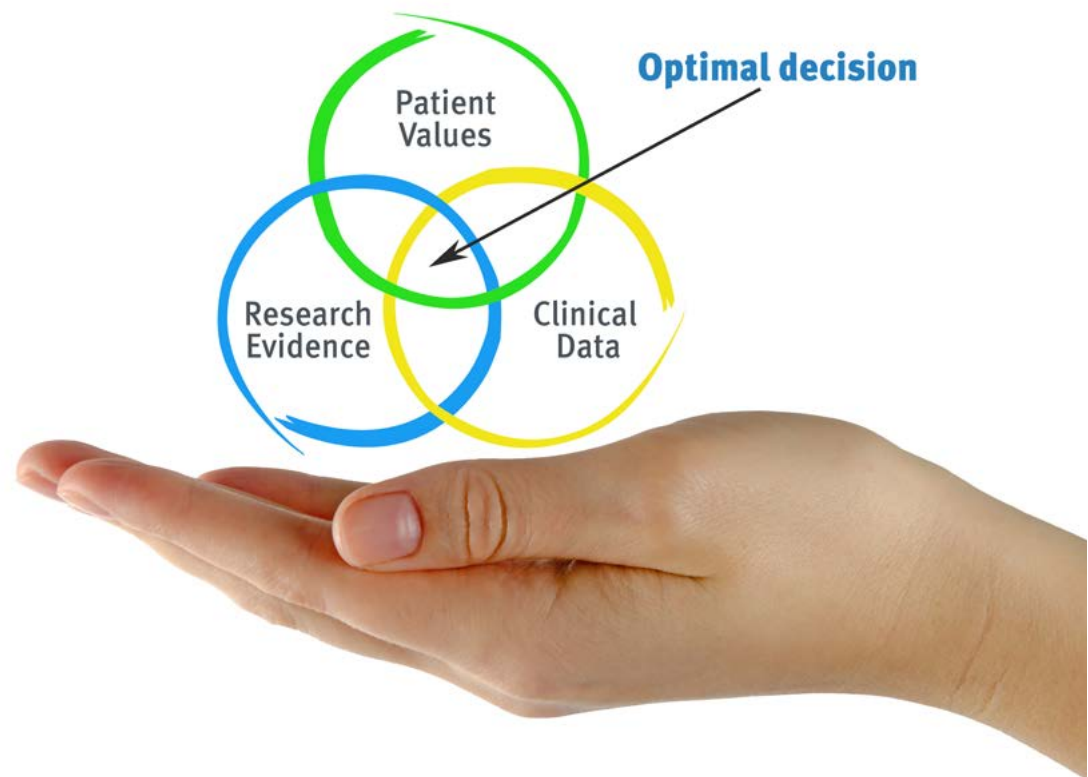 Optimal decision
Patient
Values
Research
Evidence
Clinical
Data